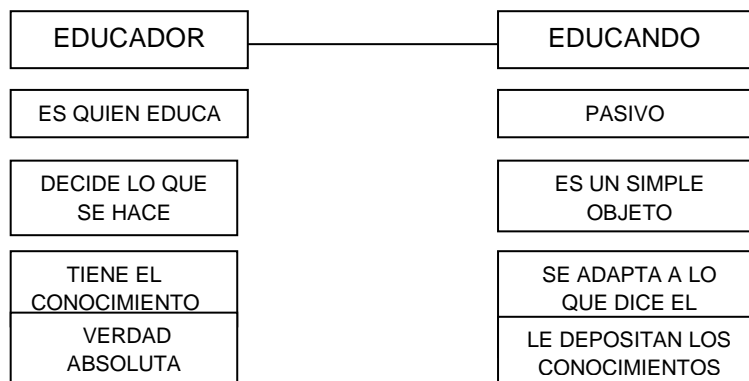 EDUCADOR
EDUCANDO
ES QUIEN EDUCA
PASIVO
DECIDE LO QUE
SE HACE
ES UN SIMPLE
OBJETO
TIENE EL
CONOCIMIENTO
SE ADAPTA A LO
QUE DICE EL
VERDAD
ABSOLUTA
LE DEPOSITAN LOS
CONOCIMIENTOS